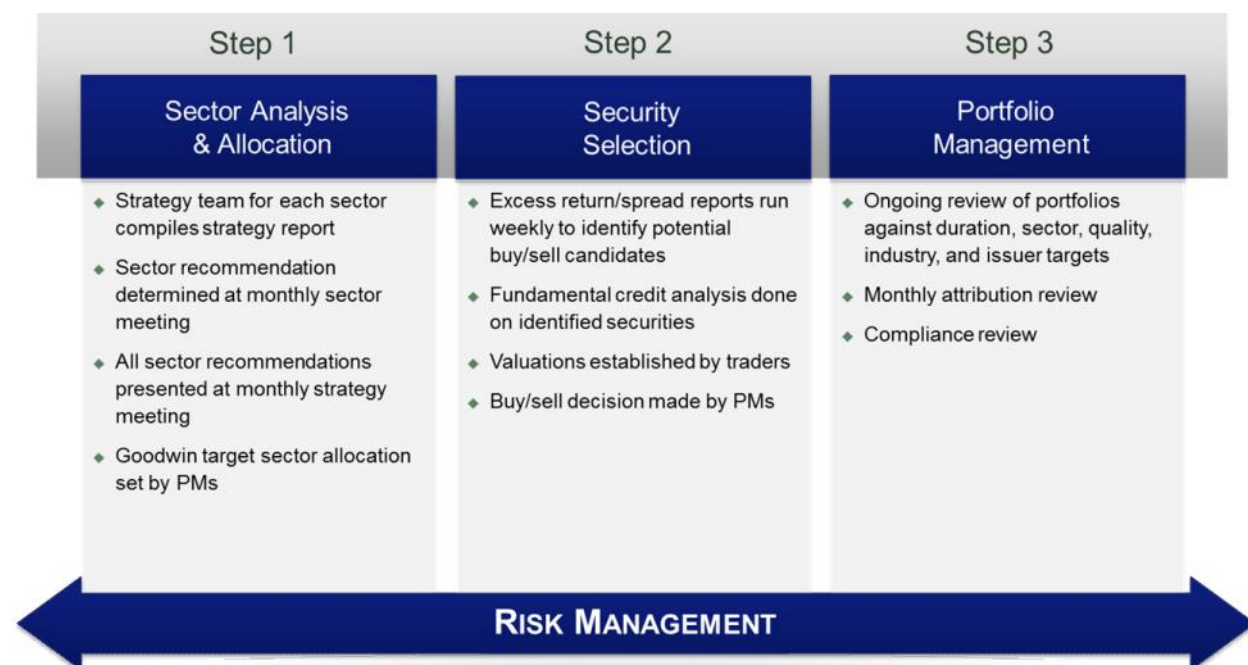 Step 1
Sector Analysis
& Allocation
◆ Strategy team for each sector
compiles strategy report
◆ Sector recommendation
determined at monthly sector
meeting
◆ All sector recommendations
presented at monthly strategy
meeting
◆ Goodwin target sector allocation
set by PMs
Step 2
Security
Selection
◆ Excess return/spread reports run
weekly to identify potential
buy/sell candidates
◆ Fundamental credit analysis done
on identified securities
◆ Valuations established by traders
◆ Buy/sell decision made by PMs
Step 3
Portfolio
Management
◆ Ongoing review of portfolios
against duration, sector, quality,
industry, and issuer targets
◆ Monthly attribution review
◆ Compliance review
RISK MANAGEMENT